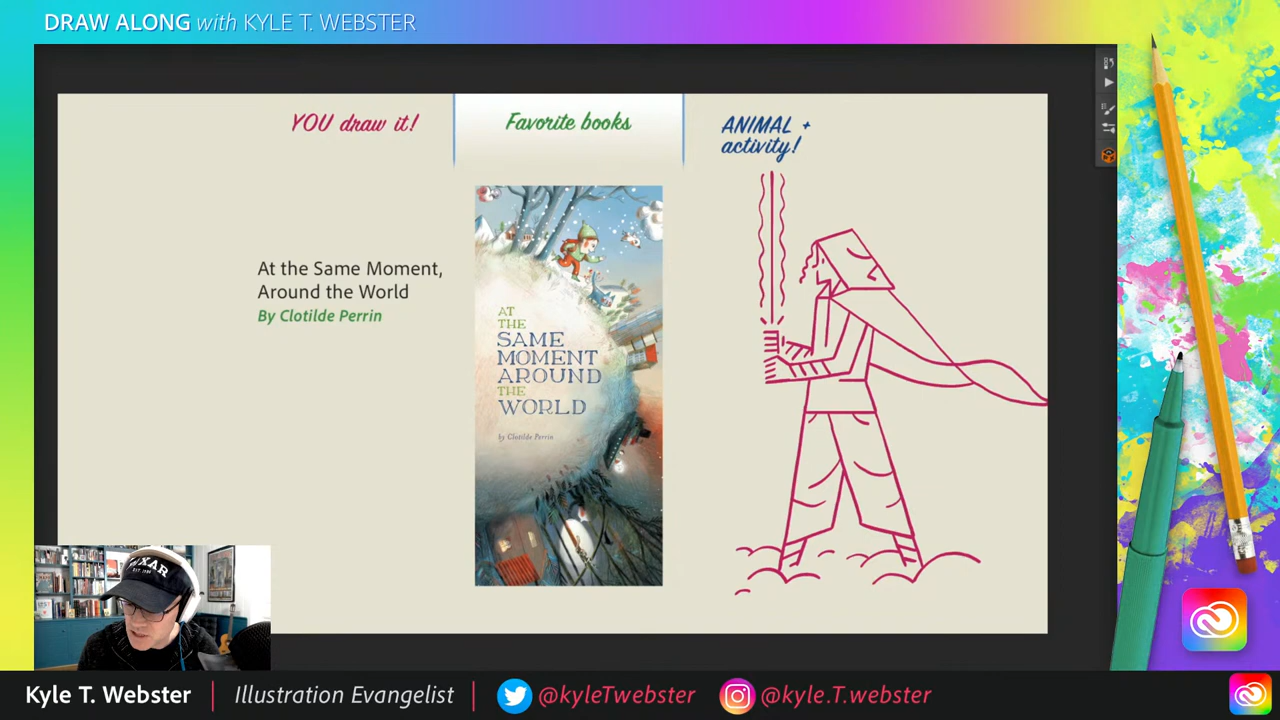 DRAW ALONG with KYLE T. WEBSTER
YOU draw it!
Favorite books
ANIMAL +
activity!
At the Same Moment,
Around the World
By Clotilde Perrin
AT
THE
SAME
MOMENT
AROUND
THE
WORLD
by Clotilde Perrin
PIXAR
Kyle T. Webster | Illustration Evangelist | @kyleTwebster @kyle.T.webster